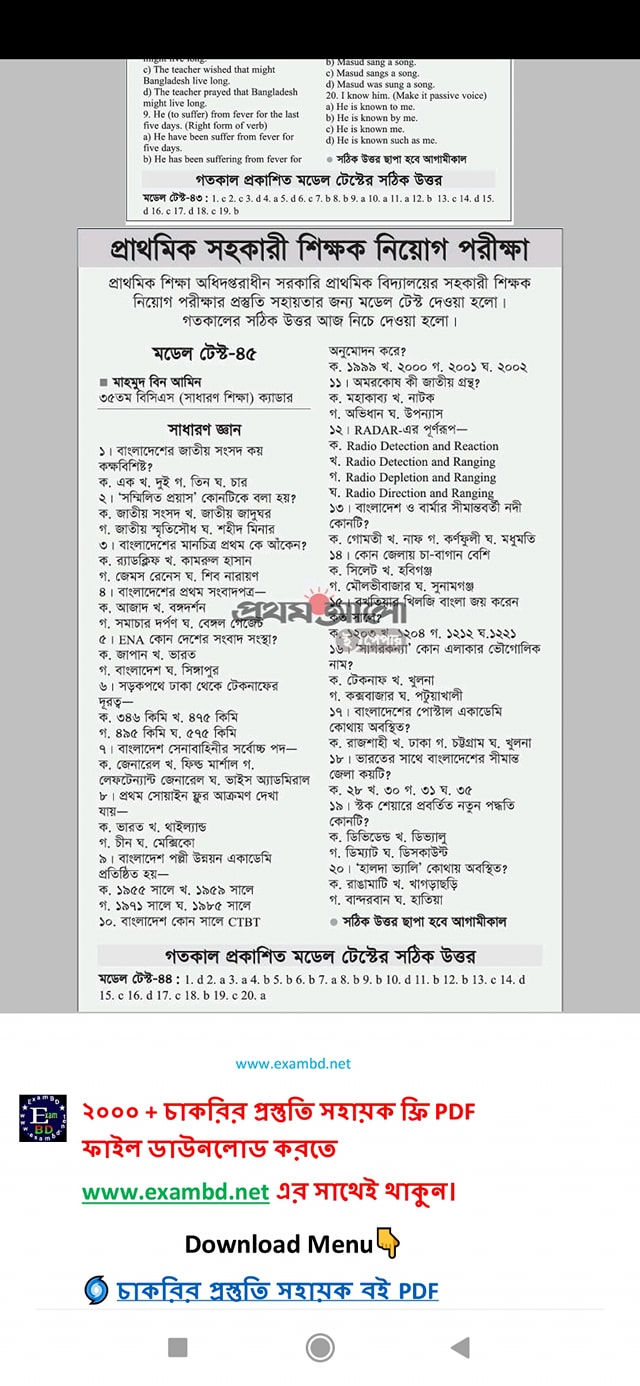 might live long.
c) The teacher wished that might
Bangladesh live long.
d) The teacher prayed that Bangladesh
might live long.
9. He (to suffer) from fever for the last
five days. (Right form of verb)
a) He have been suffer from fever for
five days.
b) He has been suffering from fever for
b) Masud sang a song.
c) Masud sangs a song.
d) Masud was sung a song.
20. I know him. (Make it passive voice)
a) He is known to me.
b) He is known by me.
c) He is known me.
d) He is known such as me.
● সঠিক উত্তর ছাপা হবে আগামীকাল
গতকাল প্রকাশিত মডেল টেস্টের সঠিক উত্তর
মডেল টেস্ট-৪৩ : 1. c 2. c 3. d 4. a 5. d 6. c 7. b 8. b 9. a 10. a 11. a 12. b 13. c 14. d 15.
d 16. c 17. d 18. c 19. b
প্রাথমিক সহকারী শিক্ষক নিয়োগ পরীক্ষা
প্রাথমিক শিক্ষা অধিদপ্তরাধীন সরকারি প্রাথমিক বিদ্যালয়ের সহকারী শিক্ষক
নিয়োগ পরীক্ষার প্রস্তুতি সহায়তার জন্য মডেল টেস্ট দেওয়া হলো।
গতকালের সঠিক উত্তর আজ নিচে দেওয়া হলো।
মডেল টেস্ট-৪৫
■ মাহমুদ বিন আমিন
৩৫তম বিসিএস (সাধারণ শিক্ষা) ক্যাডার
সাধারণ জ্ঞান
১। বাংলাদেশের জাতীয় সংসদ কয়
কক্ষবিশিষ্ট?
ক. এক খ. দুই গ. তিন ঘ. চার
২। ‘সম্মিলিত প্রয়াস’ কোনটিকে বলা হয়?
ক. জাতীয় সংসদ খ. জাতীয় জাদুঘর
গ. জাতীয় স্মৃতিসৌধ ঘ. শহীদ মিনার
৩। বাংলাদেশের মানচিত্র প্রথম কে আঁকেন?
ক. র‍্যাডক্লিফ খ. কামরুল হাসান
গ. জেমস রেনেস ঘ. শিব নারায়ণ
৪। বাংলাদেশের প্রথম সংবাদপত্র—
ক. আজাদ খ. বঙ্গদর্শন
গ. সমাচার দর্পণ ঘ. বেঙ্গল গেজেট
৫। ENA কোন দেশের সংবাদ সংস্থা?
ক. জাপান খ. ভারত
গ. বাংলাদেশ ঘ. সিঙ্গাপুর
৬। সড়কপথে ঢাকা থেকে টেকনাফের
দূরত্ব—
ক. ৩৪৬ কিমি খ. ৪৭৫ কিমি
গ. ৪৯৫ কিমি ঘ. ৫৭৫ কিমি
৭। বাংলাদেশ সেনাবাহিনীর সর্বোচ্চ পদ—
ক. জেনারেল খ. ফিল্ড মার্শাল গ.
লেফটেন্যান্ট জেনারেল ঘ. ভাইস অ্যাডমিরাল
৮। প্রথম সোয়াইন ফ্লুর আক্রমণ দেখা
যায়—
ক. ভারত খ. থাইল্যান্ড
গ. চীন ঘ. মেক্সিকো
৯। বাংলাদেশ পল্লী উন্নয়ন একাডেমি
প্রতিষ্ঠিত হয়—
ক. ১৯৫৫ সালে খ. ১৯৫৯ সালে
গ. ১৯৭১ সালে ঘ. ১৯৮৫ সালে
১০. বাংলাদেশ কোন সালে CTBT
অনুমোদন করে?
ক. ১৯৯৯ খ. ২০০০ গ. ২০০১ ঘ. ২০০২
১১। অমরকোষ কী জাতীয় গ্রন্থ?
ক. মহাকাব্য খ. নাটক
গ. অভিধান ঘ. উপন্যাস
১২। RADAR-এর পূর্ণরূপ—
ক. Radio Detection and Reaction
খ. Radio Detection and Ranging
গ. Radio Depletion and Ranging
ঘ. Radio Direction and Ranging
১৩। বাংলাদেশ ও বার্মার সীমান্তবর্তী নদী
কোনটি?
ক. গোমতী খ. নাফ গ. কর্ণফুলী ঘ. মধুমতি
১৪। কোন জেলায় চা-বাগান বেশি
ক. সিলেট খ. হবিগঞ্জ
গ. মৌলভীবাজার ঘ. সুনামগঞ্জ
১৫। বখতিয়ার খিলজি বাংলা জয় করেন
কত সালে?
ক. ১২০৩ খ. ১২০৪ গ. ১২১২ ঘ.১২২১
১৬। ‘সাগরকন্যা’ কোন এলাকার ভৌগোলিক
নাম?
ক. টেকনাফ খ. খুলনা
গ. কক্সবাজার ঘ. পটুয়াখালী
১৭। বাংলাদেশের পোস্টাল একাডেমি
কোথায় অবস্থিত?
ক. রাজশাহী খ. ঢাকা গ. চট্টগ্রাম ঘ. খুলনা
১৮। ভারতের সাথে বাংলাদেশের সীমান্ত
জেলা কয়টি?
ক. ২৮ খ. ৩০ গ. ৩১ ঘ. ৩৫
১৯। স্টক শেয়ারে প্রবর্তিত নতুন পদ্ধতি
কোনটি?
ক. ডিভিডেন্ড খ. ডিভ্যালু
গ. ডিম্যাট ঘ. ডিসকাউন্ট
২০। ‘হালদা ভ্যালি’ কোথায় অবস্থিত?
ক. রাঙামাটি খ. খাগড়াছড়ি
গ. বান্দরবান ঘ. হাতিয়া
● সঠিক উত্তর ছাপা হবে আগামীকাল
প্রথম আলো
ই-পেপার
গতকাল প্রকাশিত মডেল টেস্টের সঠিক উত্তর
মডেল টেস্ট-৪৪ : 1. d 2. a 3. a 4. b 5. b 6. b 7. a 8. b 9. b 10. d 11. b 12. b 13. c 14. d
15. c 16. d 17. c 18. b 19. c 20. a
www.exambd.net
Exam
BD
২০০০ + চাকরির প্রস্তুতি সহায়ক ফ্রি PDF
ফাইল ডাউনলোড করতে
www.exambd.net এর সাথেই থাকুন।
Download Menu👇
চাকরির প্রস্তুতি সহায়ক বই PDF